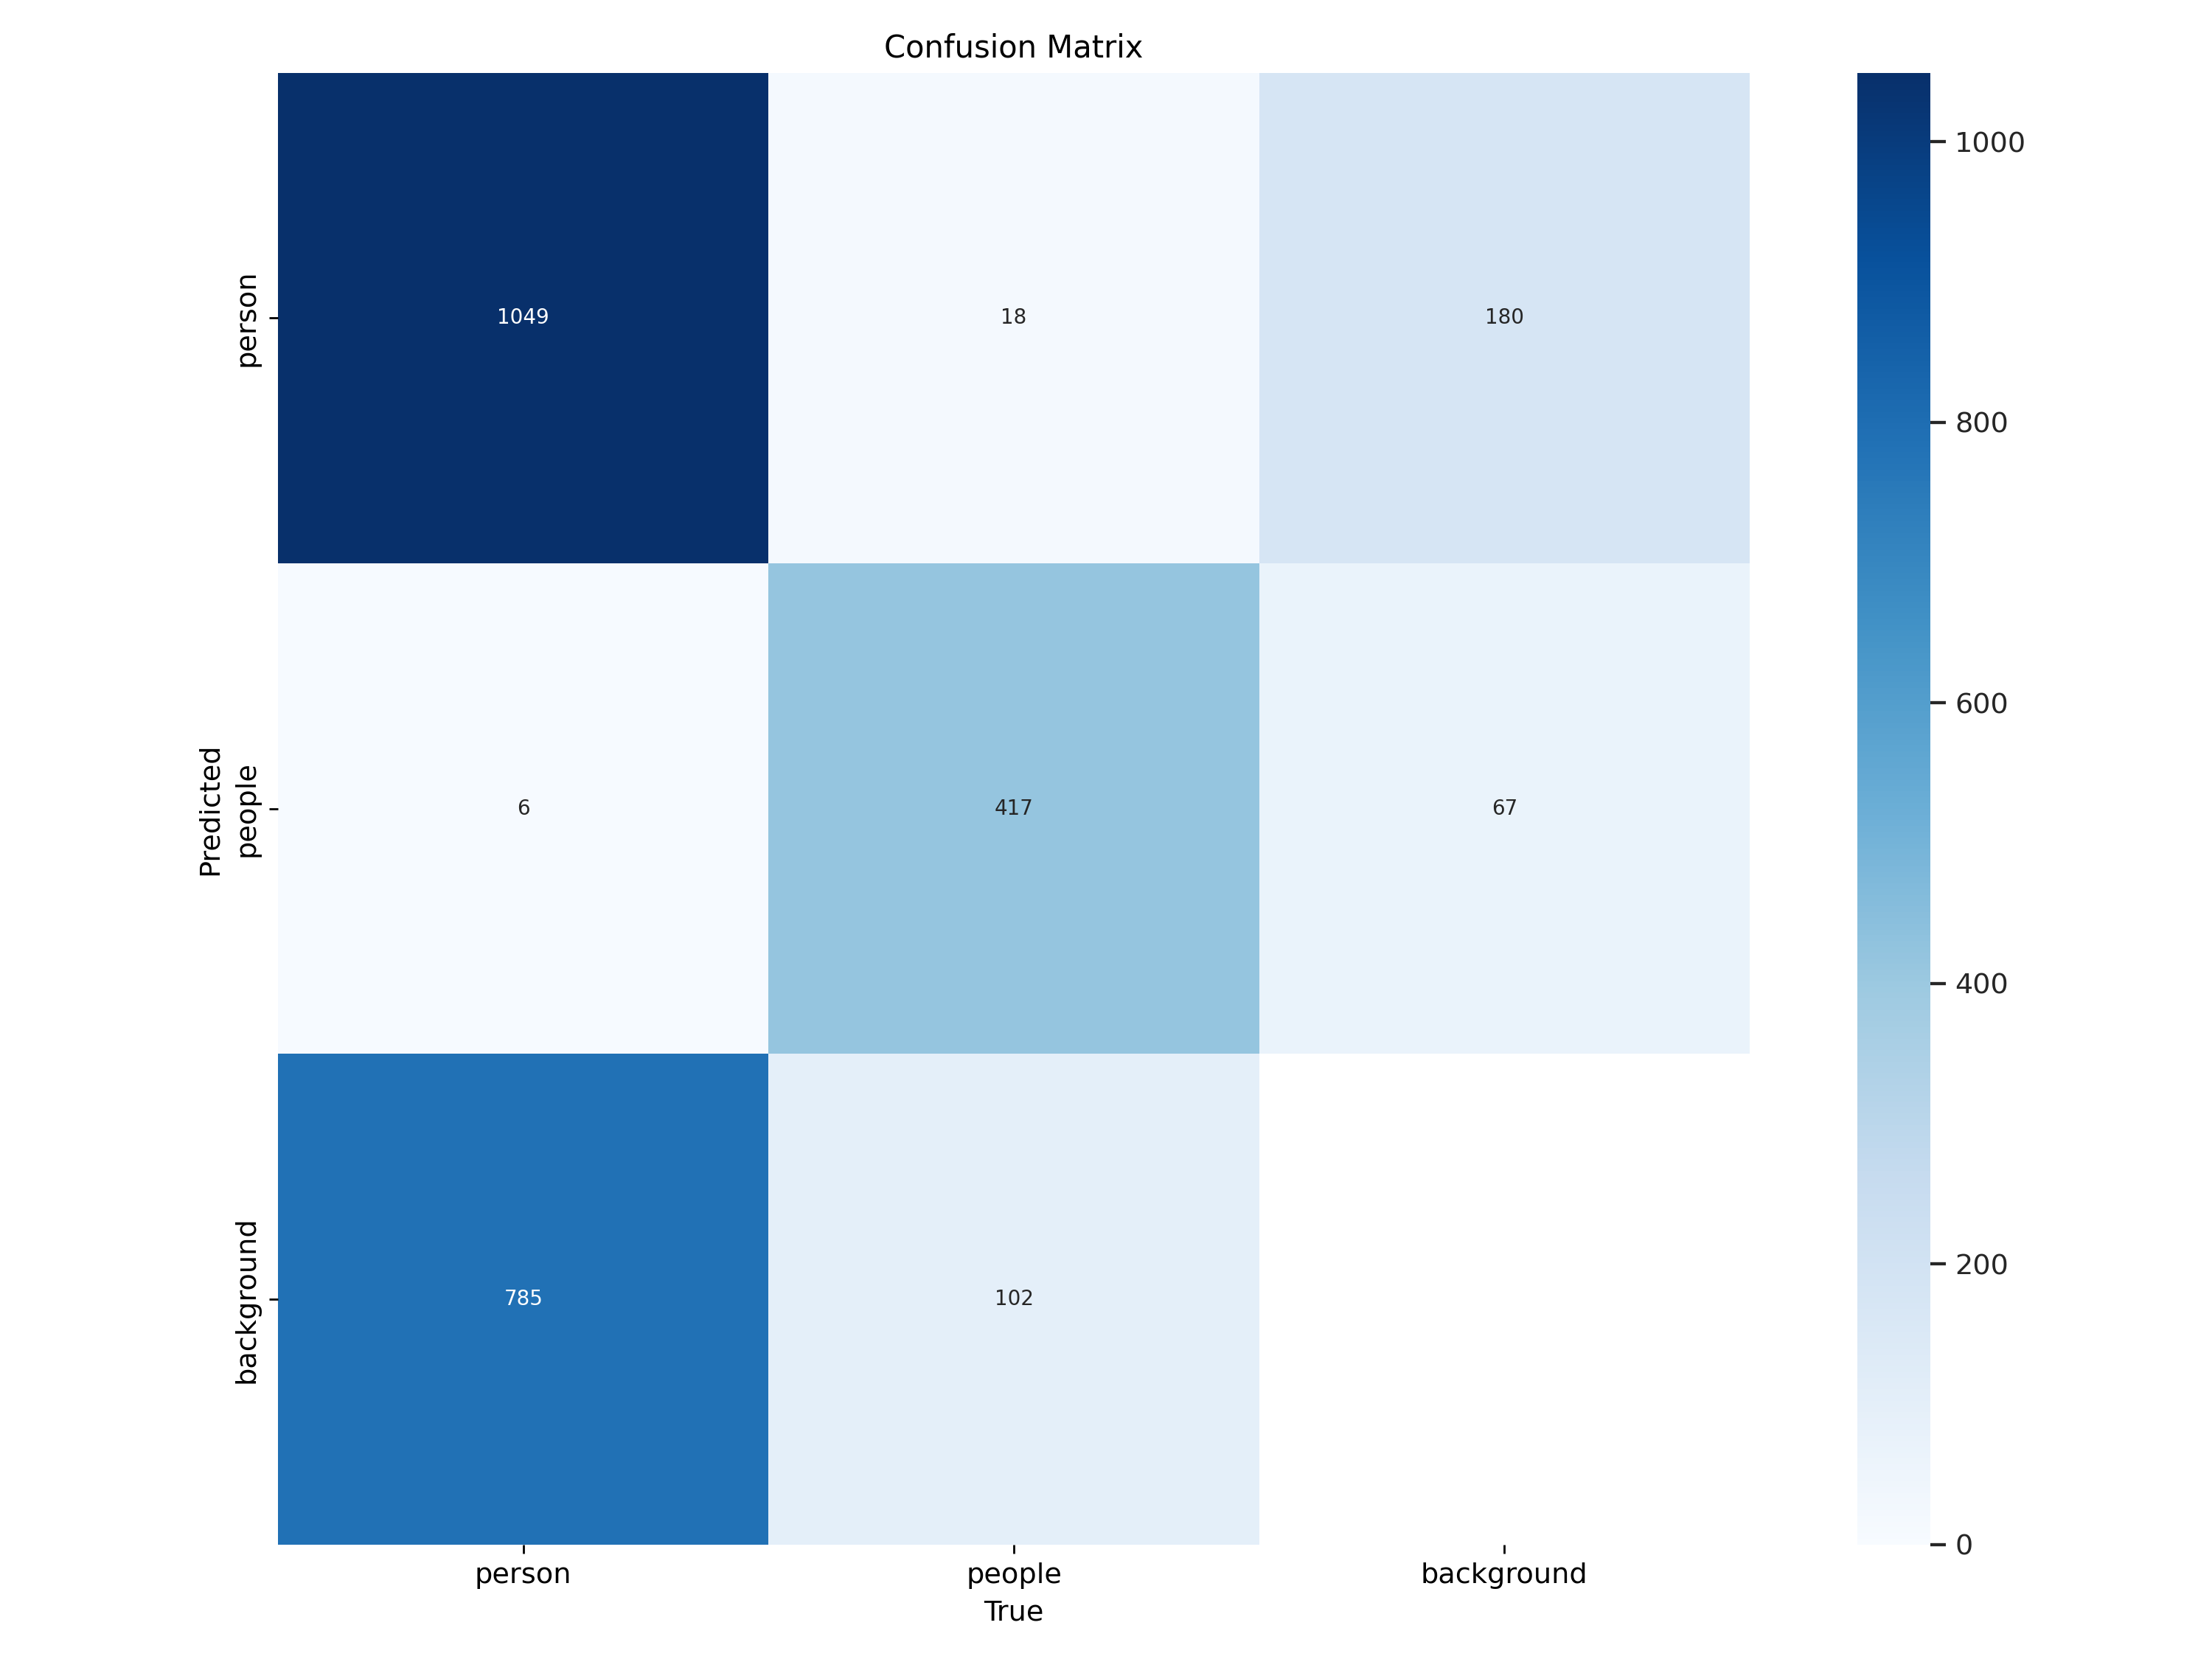 Confusion Matrix
1000
800
600
400
200
0
Predicted
person
people
background
1049 18 180
6 417 67
785 102
person people background
True